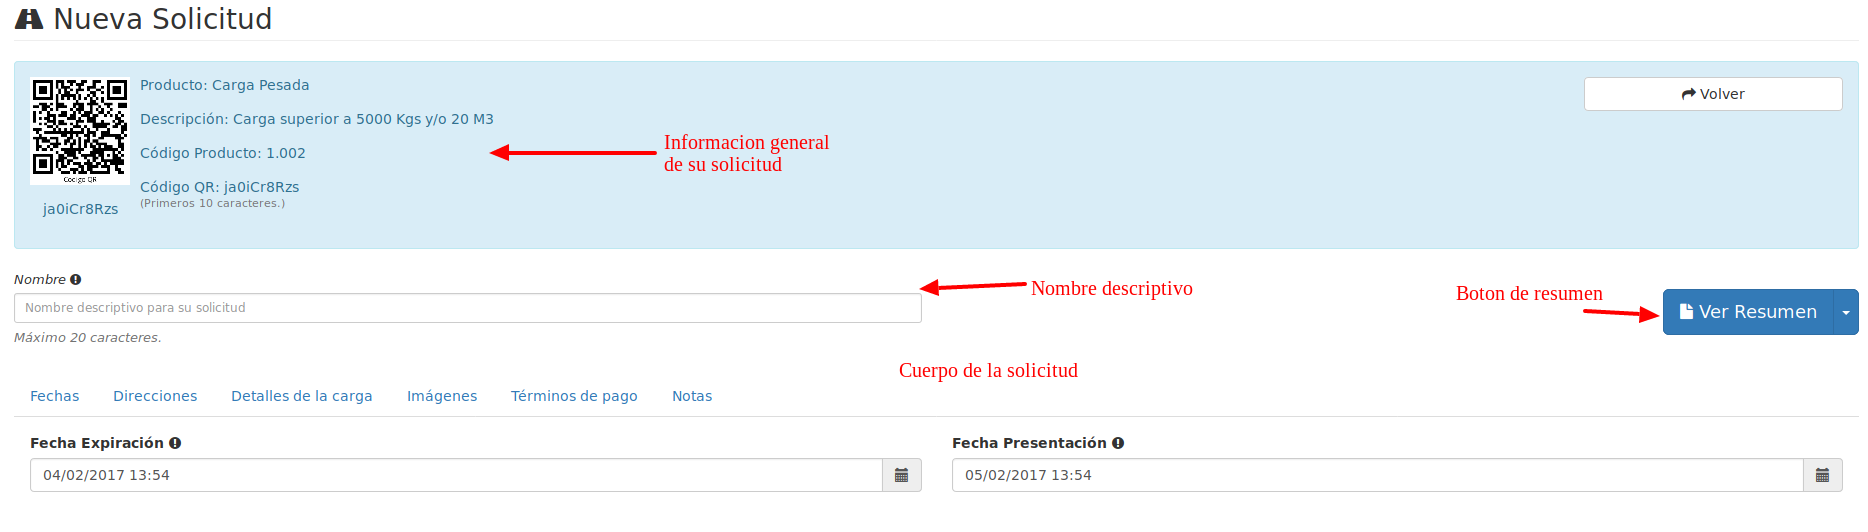 Nueva Solicitud
Producto: Carga Pesada
Volver
Descripción: Carga superior a 5000 Kgs y/o 20 M3
Informacion general
de su solicitud
Código Producto: 1.002
Codigo QR
Código QR: ja0iCr8Rzs
(Primeros 10 caracteres.)
ja0iCr8Rzs
Nombre
Nombre descriptivo para su solicitud
Nombre descriptivo
Boton de resumen
Ver Resumen
Máximo 20 caracteres.
Cuerpo de la solicitud
Fechas Direcciones Detalles de la carga Imágenes Términos de pago Notas
Fecha Expiración Fecha Presentación
04/02/2017 13:54 05/02/2017 13:54